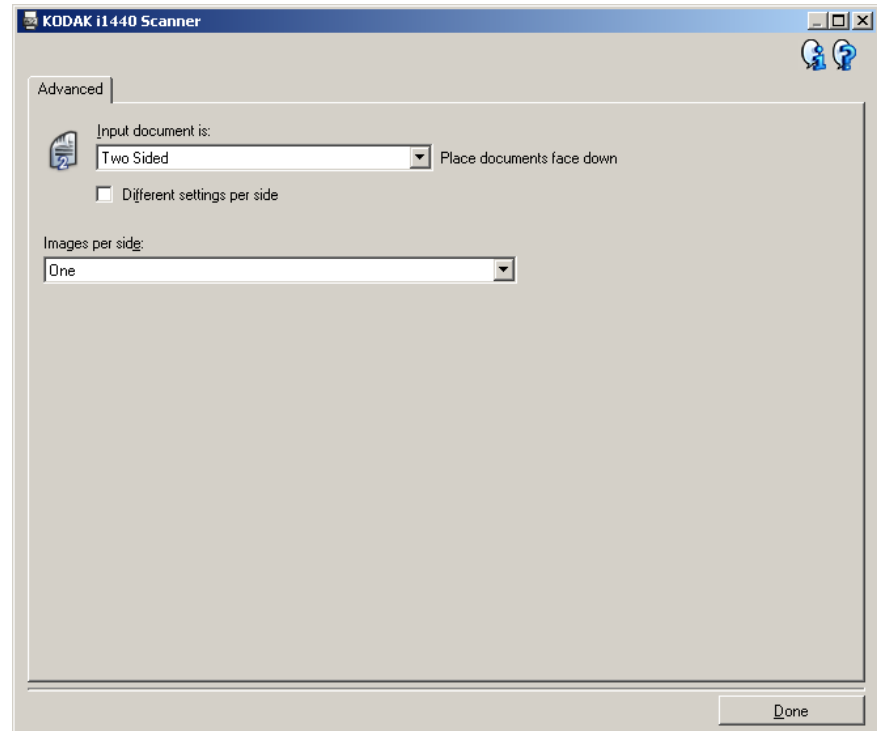 KODAK i1440 Scanner
Advanced
Input document is:
2
Two Sided Place documents face down
Different settings per side
Images per side:
One
Done